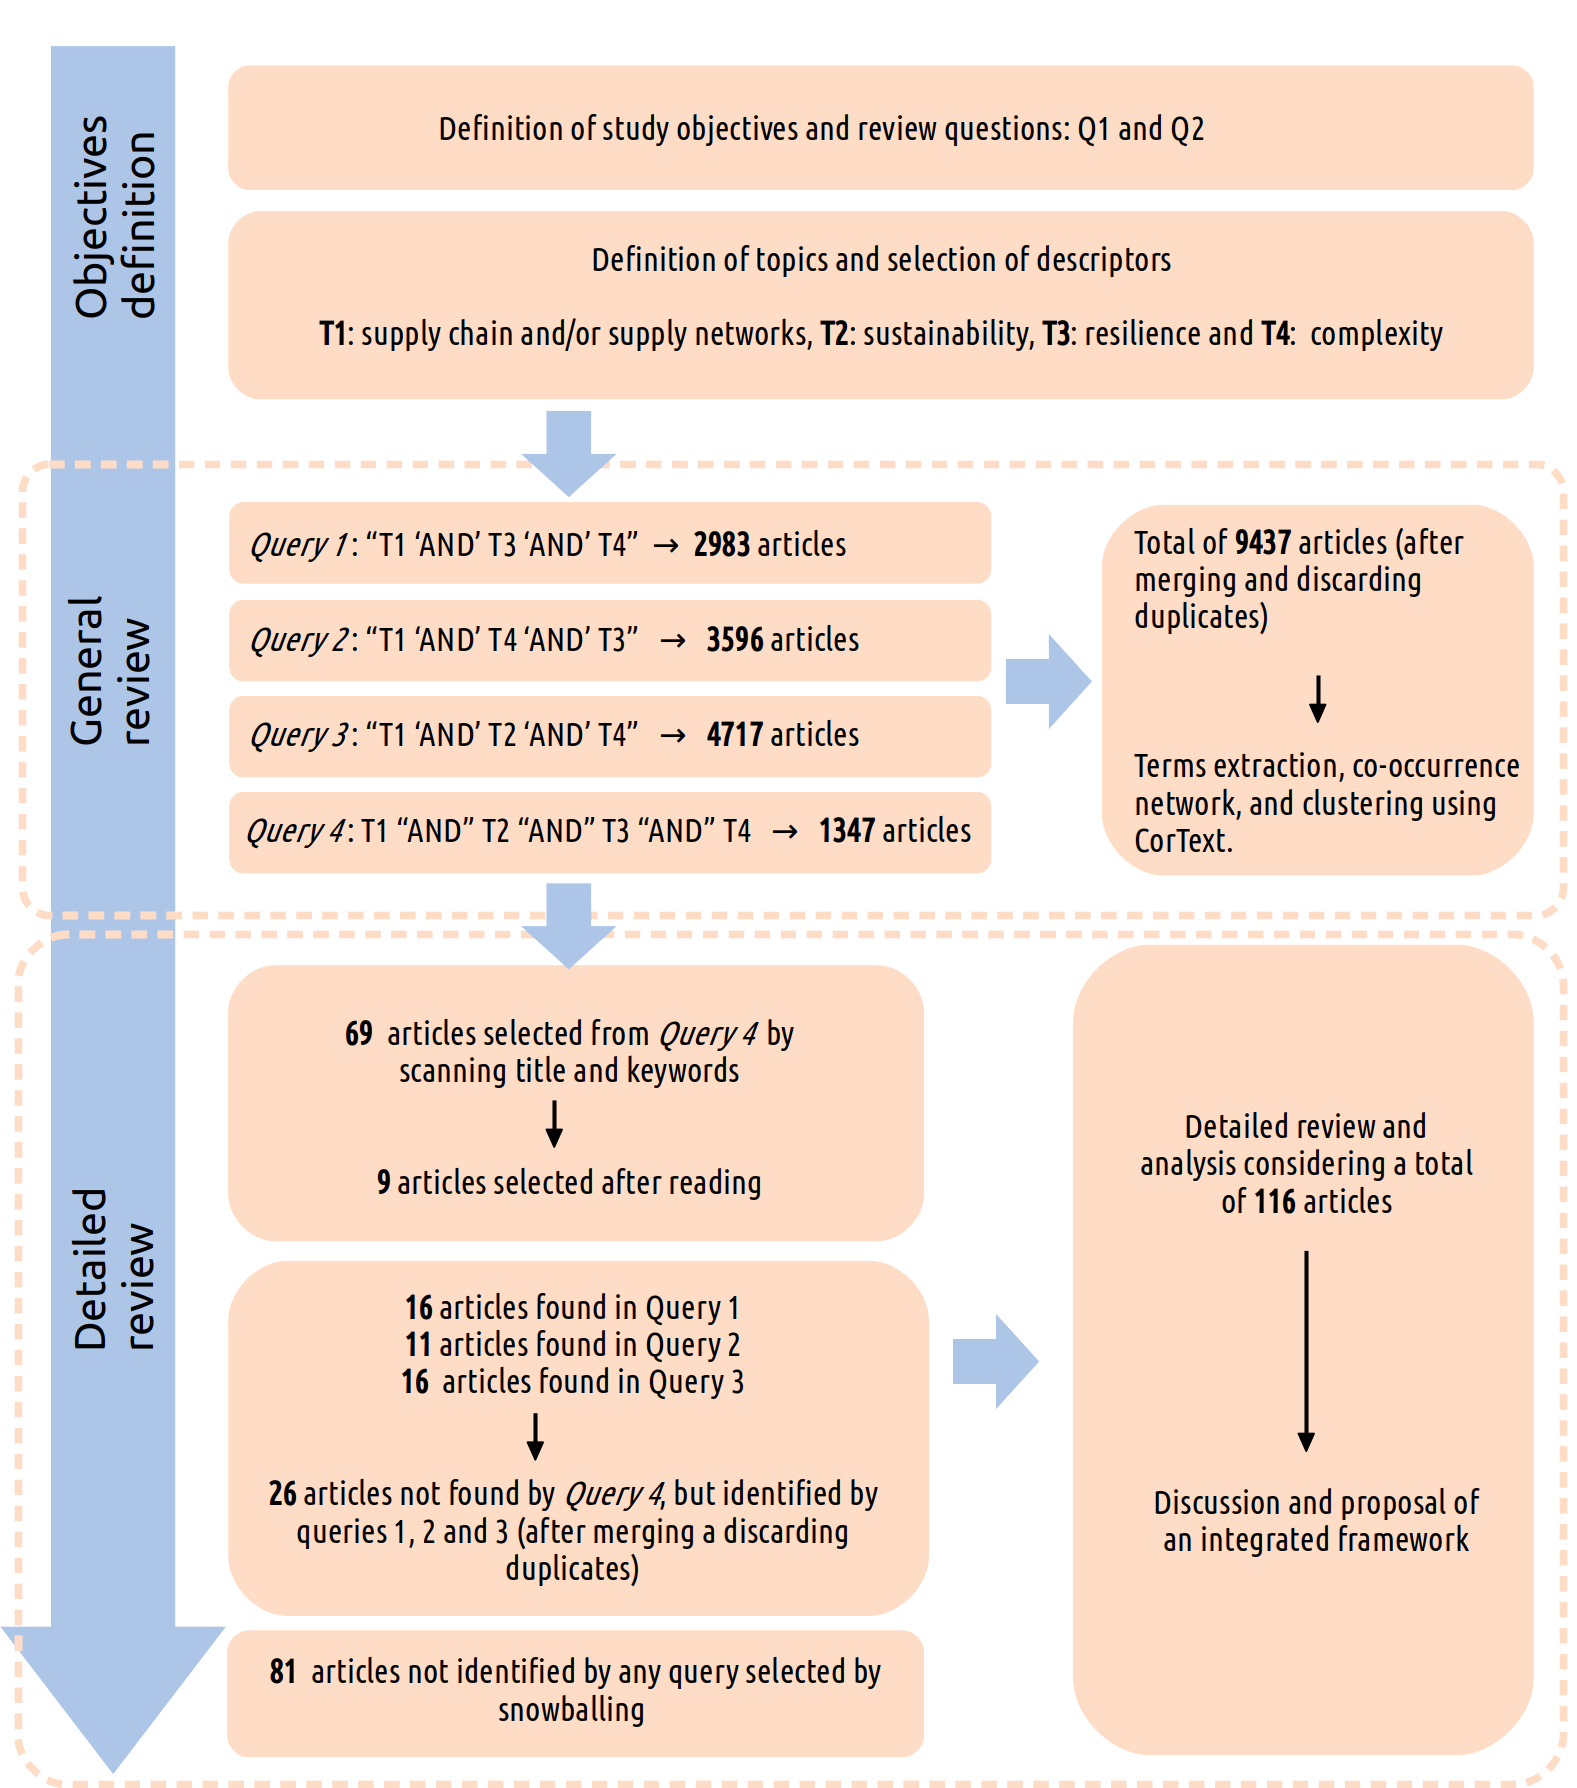 Objectives
definition
Definition of study objectives and review questions: Q1 and Q2
Definition of topics and selection of descriptors
T1: supply chain and/or supply networks, T2: sustainability, T3: resilience and T4: complexity
General
review
Query 1: “T1 ‘AND’ T3 ‘AND’ T4” → 2983 articles
Query 2: “T1 ‘AND’ T4 ‘AND’ T3” → 3596 articles
Query 3: “T1 ‘AND’ T2 ‘AND’ T4” → 4717 articles
Query 4: T1 “AND” T2 “AND” T3 “AND” T4 → 1347 articles
Total of 9437 articles (after
merging and discarding
duplicates)
Terms extraction, co-occurrence
network, and clustering using
CorText.
Detailed
review
69 articles selected from Query 4 by
scanning title and keywords
9 articles selected after reading
16 articles found in Query 1
11 articles found in Query 2
16 articles found in Query 3
26 articles not found by Query 4, but identified by
queries 1, 2 and 3 (after merging a discarding
duplicates)
81 articles not identified by any query selected by
snowballing
Detailed review and
analysis considering a total
of 116 articles
Discussion and proposal of
an integrated framework